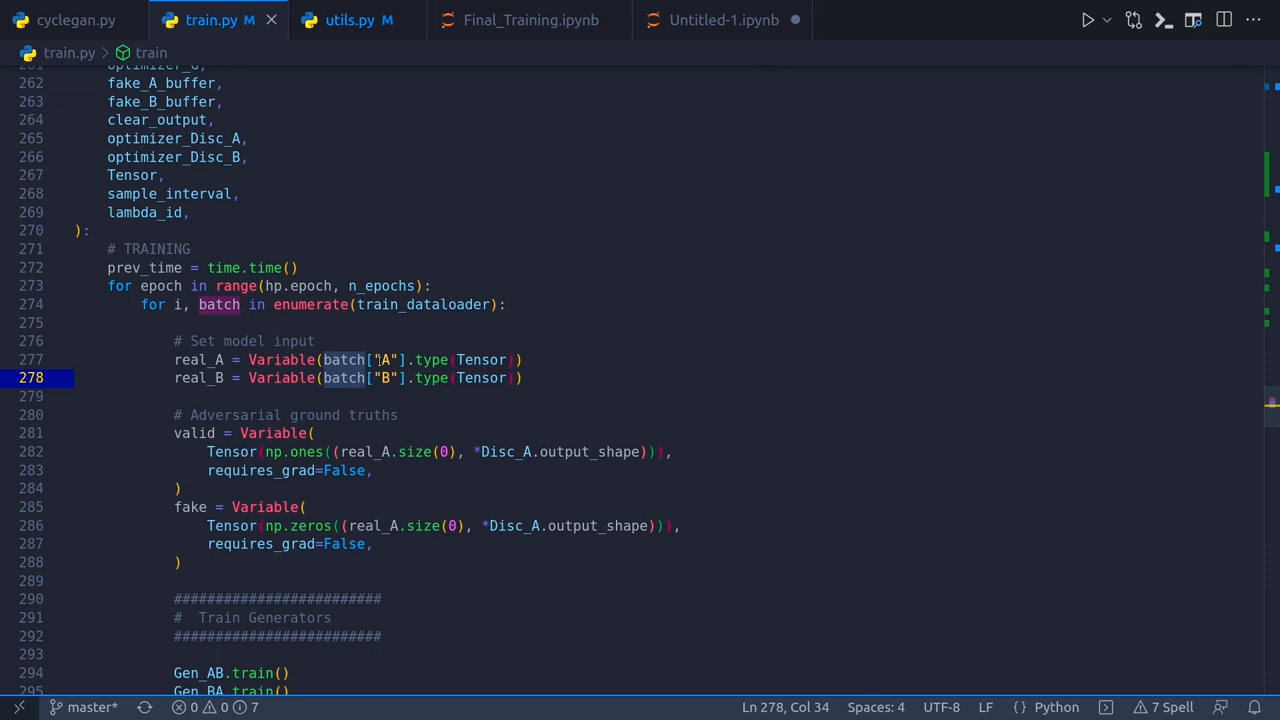 cyclegan.py train.py M utils.py M Final_Training.ipynb Untitled-1.ipynb
train.py > train
261 optimizer_G,
262 fake_A_buffer,
263 fake_B_buffer,
264 clear_output,
265 optimizer_Disc_A,
266 optimizer_Disc_B,
267 Tensor,
268 sample_interval,
269 lambda_id,
270 ):
271 # TRAINING
272 prev_time = time.time()
273 for epoch in range(hp.epoch, n_epochs):
274 for i, batch in enumerate(train_dataloader):
275
276 # Set model input
277 real_A = Variable(batch["A"].type(Tensor))
278 real_B = Variable(batch["B"].type(Tensor))
279
280 # Adversarial ground truths
281 valid = Variable(
282 Tensor(np.ones((real_A.size(0), *Disc_A.output_shape))),
283 requires_grad=False,
284 )
285 fake = Variable(
286 Tensor(np.zeros((real_A.size(0), *Disc_A.output_shape))),
287 requires_grad=False,
288 )
289
290 #########################
291 # Train Generators
292 #########################
293
294 Gen_AB.train()
295 Gen_BA.train()
master* 0 0 7 Ln 278, Col 34 Spaces: 4 UTF-8 LF {} Python 7 Spell